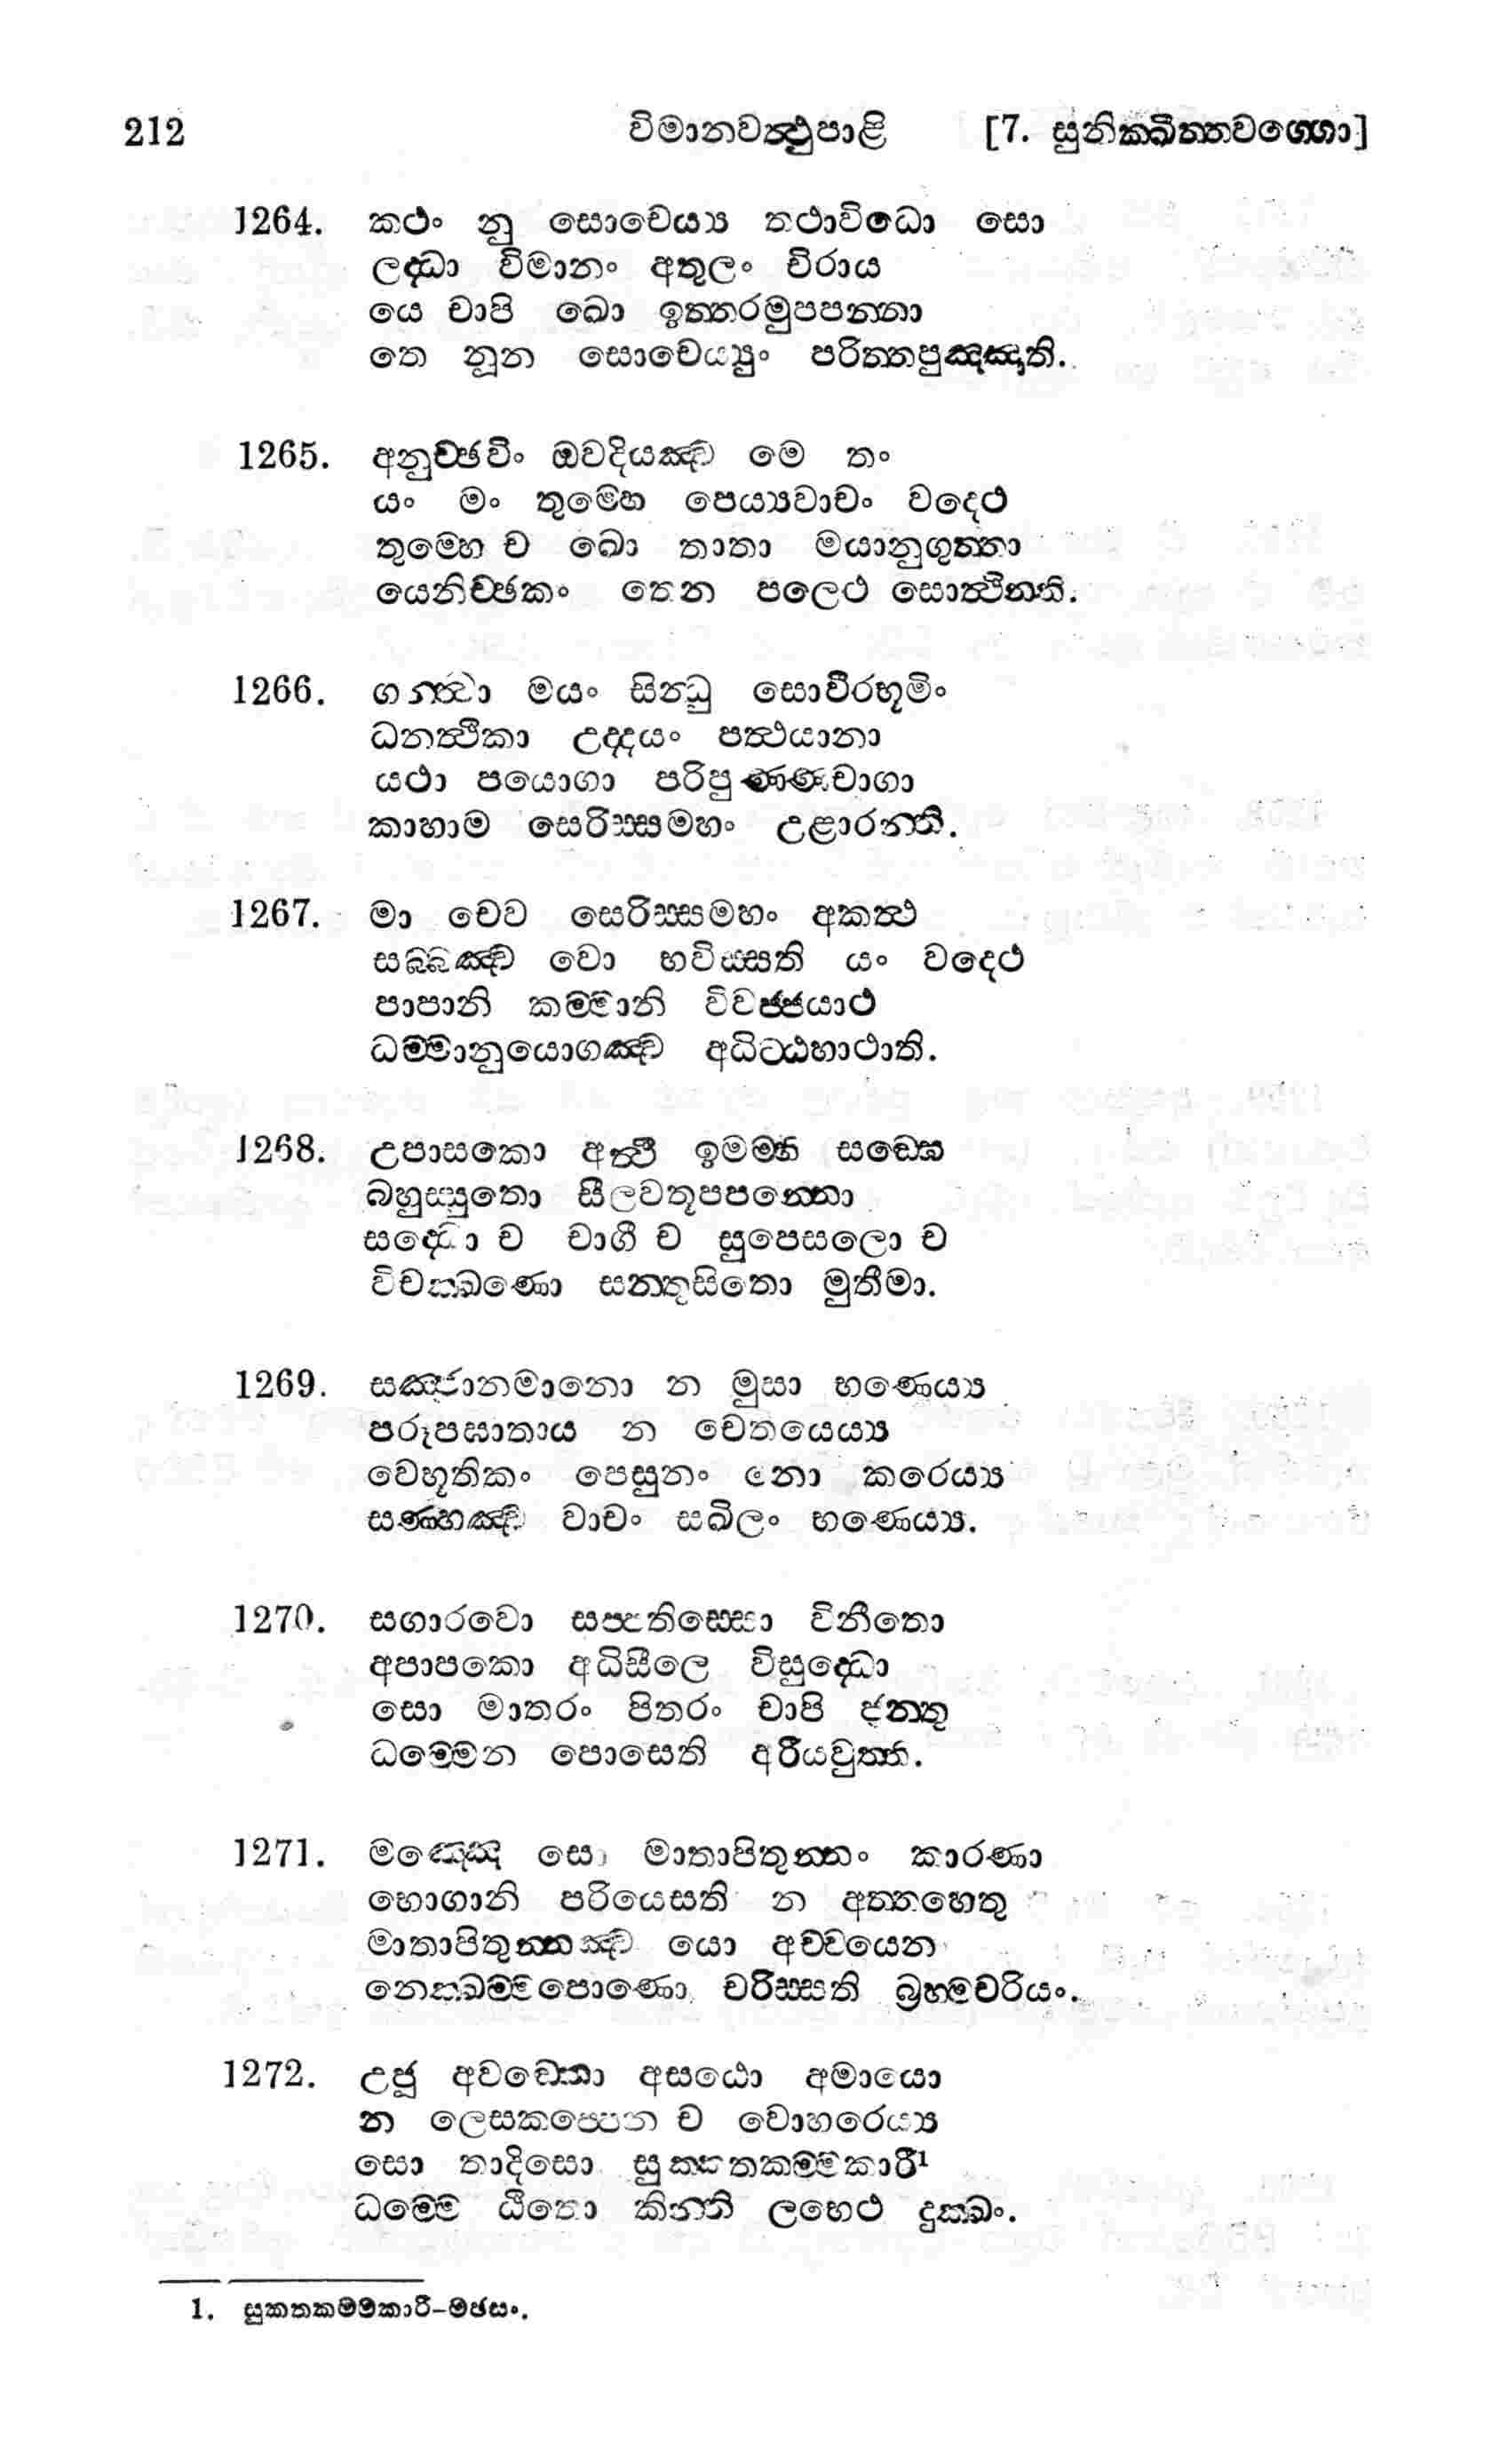 212 විමානවත්‍ථුපාළි [7. සුනික්ඛිත්තවග්ගො]
1264. කථං නු සොචෙය්‍ය තථාවිධො සො
ලද්ධා විමානං අතුලං චිරාය
යෙ චාපි ඛො ඉත්තරමුපපන්නා
තෙ නූන සොචෙය්‍යුං පරිත්තපුඤ්ඤාති.
1265. අනුච්ඡවිං ඔවදියඤ්ච මෙ තං
යං මං තුම්හෙ පෙය්‍යවාචං වදෙථ
තුම්හෙ ච ඛො තාතා මයානුගුත්තා
යෙනිච්ඡකං තෙන පලෙථ සොත්‍ථින්ති.
1266. ගන්ත්‍වා මයං සින්ධු සොවීරභූමිං
ධනත්‍ථිකා උද්දයං පත්‍ථයානා
යථා පයොගා පරිපුණ්ණචාගා
කාහාම සෙරිස්සමහං උළාරන්ති.
1267. මා චෙව සෙරිස්සමහං අකත්‍ථ
සබ්බඤ්ච වො භවිස්සති යං වදෙථ
පාපානි කම්මානි විවජ්ජයාථ
ධම්මානුයොගඤ්ච අධිට්ඨහාථාති.
1268. උපාසකො අත්‍ථි ඉමම්හි සඞ්ඝෙ
බහුස්සුතො සීලවතූපපන්නො
සද්ධො ච චාගී ච සුපෙසලො ච
විචක්ඛණො සන්තුසිතො මුතීමා.
1269. සඤ්ජානමානො න මුසා භණෙය්‍ය
පරූපඝාතාය න චෙතයෙය්‍ය
වෙභූතිකං පෙසුනං නො කරෙය්‍ය
සණ්හඤ්ච වාචං සඛිලං භණෙය්‍ය.
1270. සගාරවො සප්පතිස්සො විනීතො
අපාපකො අධිසීලෙ විසුද්ධො
සො මාතරං පිතරං චාපි ජන්තු
ධම්මෙන පොසෙති අරියවුත්ති.
1271. මඤ්ඤෙ සො මාතාපිතුන්නං කාරණා
භොගානි පරියෙසති න අත්තහෙතු
මාතාපිතුන්නඤ්ච යො අච්චයෙන
නෙක්ඛම්මපොණො චරිස්සති බ්‍රහ්මචරියං.
1272. උජූ අවඞ්කො අසඨො අමායො
න ලෙසකප්පෙන ච වොහරෙය්‍ය
සො තාදිසො සුක්කතකම්මකාරී¹
ධම්මෙ ඨිතො කින්ති ලභෙථ දුක්ඛං.
1. සුකතකම්මකාරී-මඡසං.